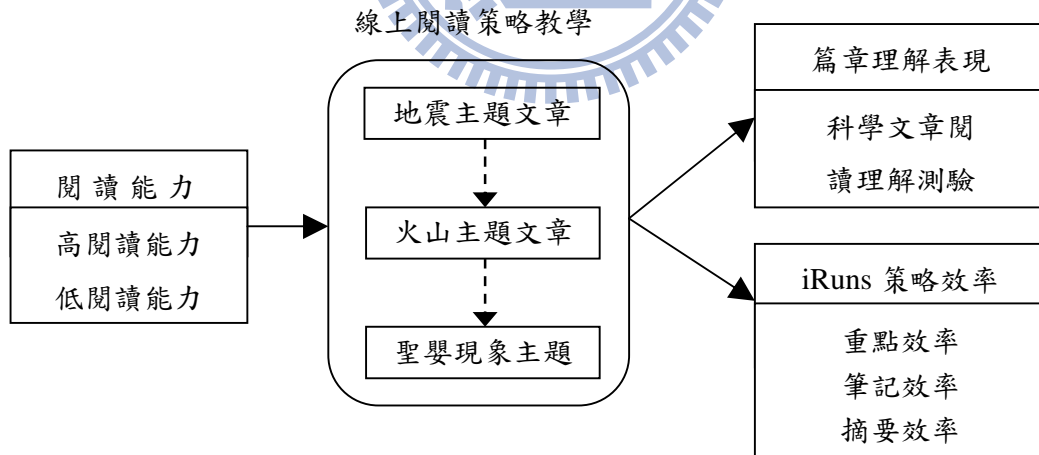 線上閱讀策略教學
閱讀能力
高閱讀能力
低閱讀能力
地震主題文章
火山主題文章
聖嬰現象主題
篇章理解表現
科學文章閱
讀理解測驗
iRuns 策略效率
重點效率
筆記效率
摘要效率